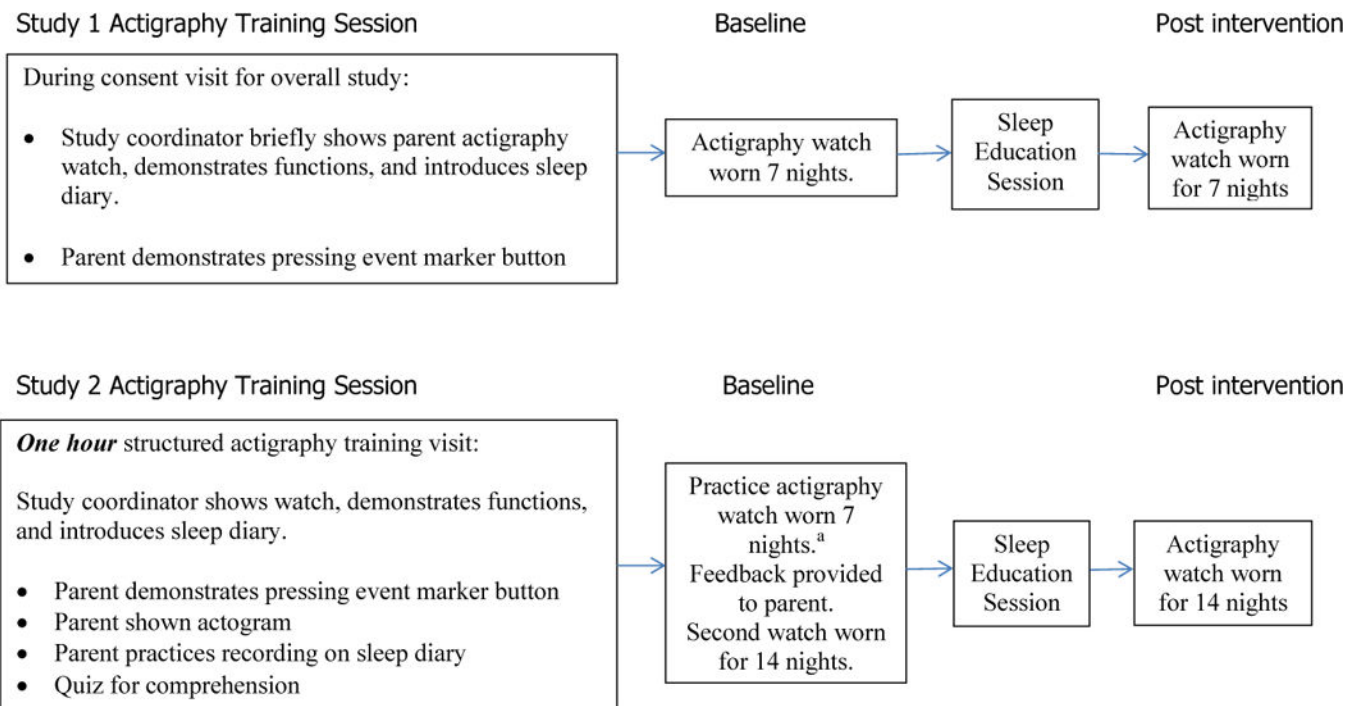 Study 1 Actigraphy Training Session
Baseline
Post intervention
During consent visit for overall study:
• Study coordinator briefly shows parent actigraphy
watch, demonstrates functions, and introduces sleep
diary.
• Parent demonstrates pressing event marker button
Actigraphy watch
worn 7 nights.
Sleep
Education
Session
Actigraphy
watch worn
for 7 nights
Study 2 Actigraphy Training Session
Baseline
Post intervention
One hour structured actigraphy training visit:
Study coordinator shows watch, demonstrates functions,
and introduces sleep diary.
• Parent demonstrates pressing event marker button
• Parent shown actogram
• Parent practices recording on sleep diary
• Quiz for comprehension
Practice actigraphy
watch worn 7
nights.a
Feedback provided
to parent.
Second watch worn
for 14 nights.
Sleep
Education
Session
Actigraphy
watch worn
for 14 nights